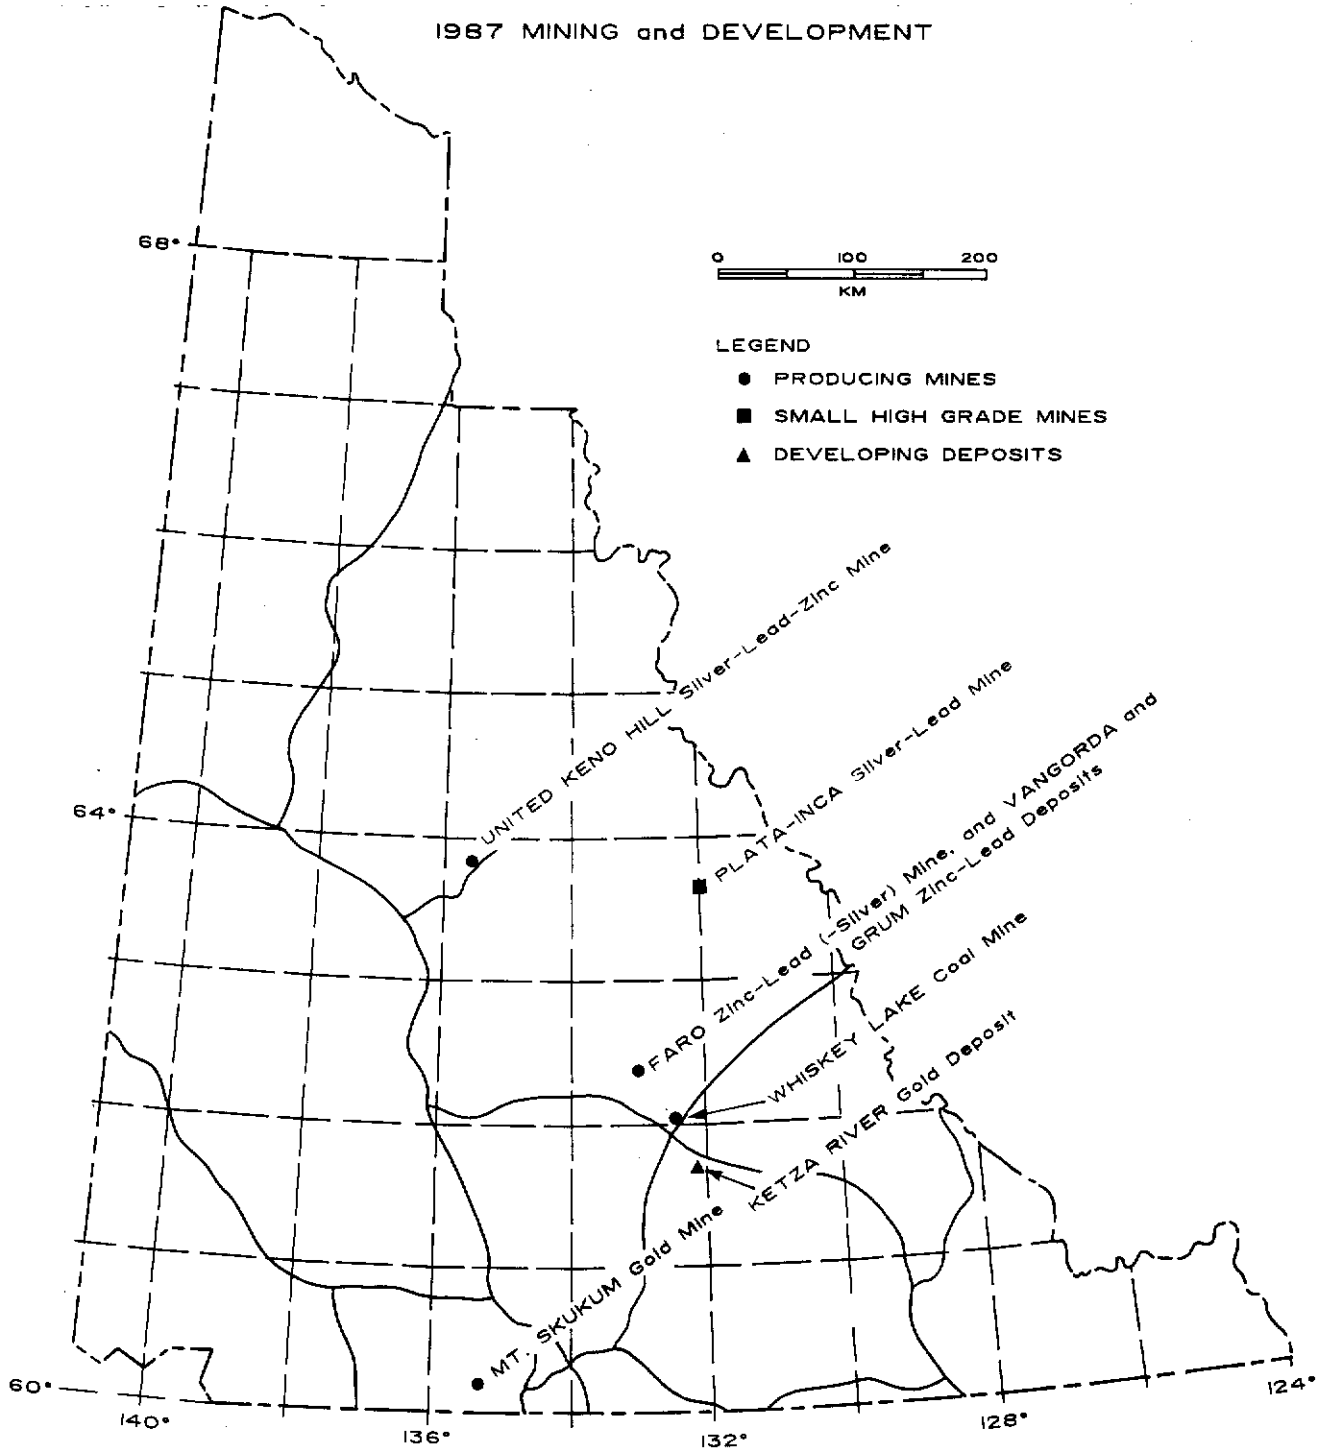 1987 MINING and DEVELOPMENT
68°
0 100 200
KM
LEGEND
PRODUCING MINES
SMALL HIGH GRADE MINES
DEVELOPING DEPOSITS
UNITED KENO HILL Silver-Lead-Zinc Mine
PLATA-INCA Silver-Lead Mine
64°
FARO Zinc-Lead (-Silver) Mine, and VANGORDA and
GRUM Zinc-Lead Deposits
WHISKEY LAKE Coal Mine
KETZA RIVER Gold Deposit
MT. SKUKUM Gold Mine
60°
140°
136°
132°
128°
124°